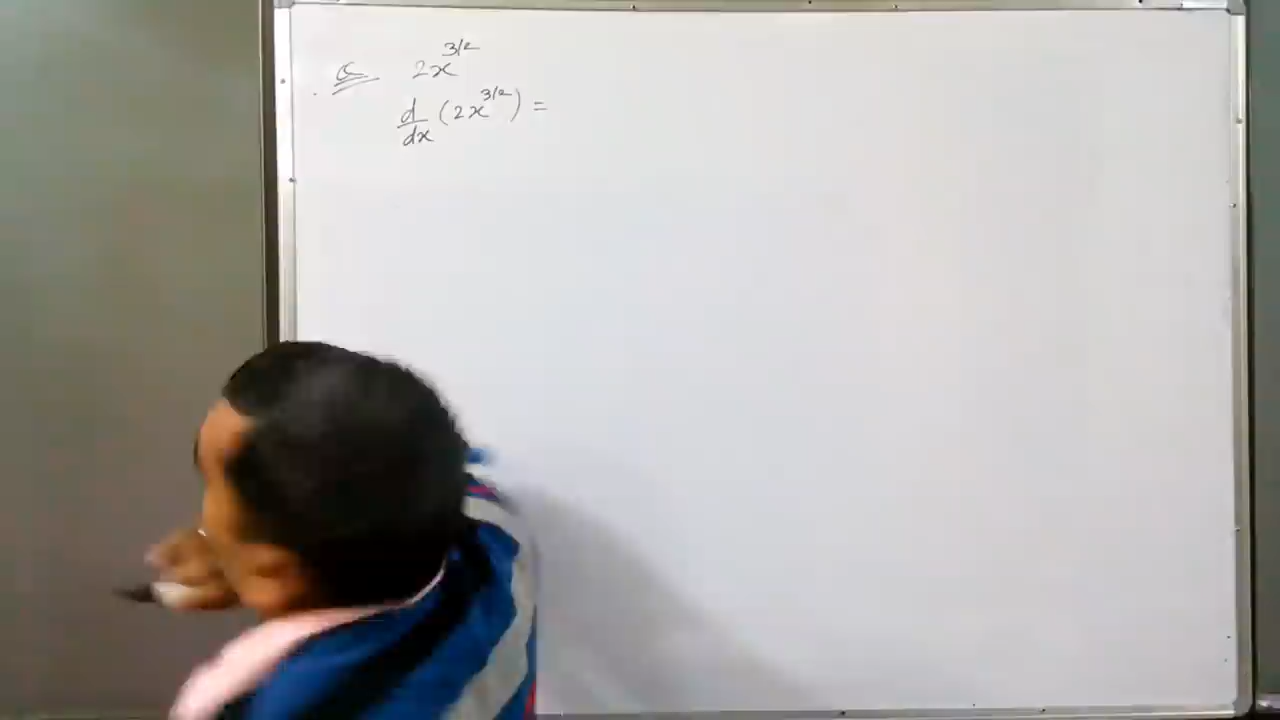 Q 2x^{3/2}
d/dx (2x^{3/2}) =